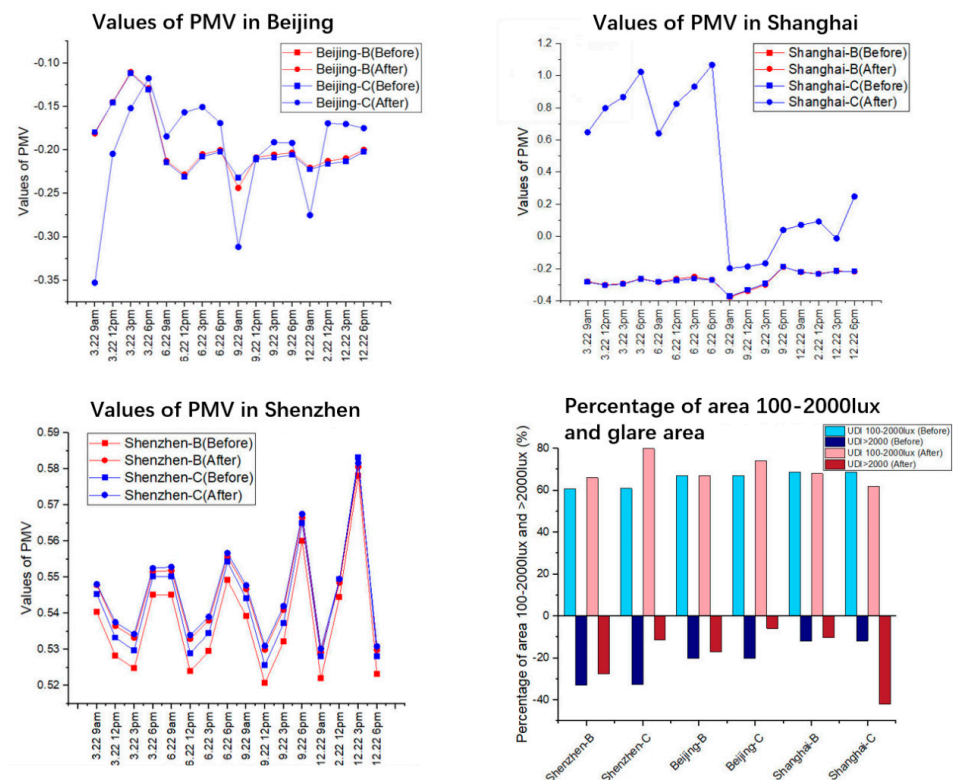 Values of PMV in Beijing
Beijing-B(Before)
Beijing-B(After)
Beijing-C(Before)
Beijing-C(After)
Values of PMV
-0.10
-0.15
-0.20
-0.25
-0.30
-0.35
3.22 9am
3.22 12pm
3.22 3pm
3.22 6pm
6.22 9am
6.22 12pm
6.22 3pm
6.22 6pm
9.22 9am
9.22 12pm
9.22 3pm
9.22 6pm
12.22 9am
12.22 12pm
12.22 3pm
12.22 6pm
Values of PMV in Shanghai
Shanghai-B(Before)
Shanghai-B(After)
Shanghai-C(Before)
Shanghai-C(After)
Values of PMV
1.2
1.0
0.8
0.6
0.4
0.2
0.0
-0.2
-0.4
3.22 9am
3.22 12pm
3.22 3pm
3.22 6pm
6.22 9am
6.22 12pm
6.22 3pm
6.22 6pm
9.22 9am
9.22 12pm
9.22 3pm
9.22 6pm
12.22 9am
2.22 12pm
12.22 3pm
12.22 6pm
Values of PMV in Shenzhen
Shenzhen-B(Before)
Shenzhen-B(After)
Shenzhen-C(Before)
Shenzhen-C(After)
Values of PMV
0.59
0.58
0.57
0.56
0.55
0.54
0.53
0.52
3.22 9am
3.22 12pm
3.22 3pm
3.22 6pm
6.22 9am
6.22 12pm
6.22 3pm
6.22 6pm
9.22 9am
9.22 12pm
9.22 3pm
9.22 6pm
12.22 9am
2.22 12pm
12.22 3pm
12.22 6pm
Percentage of area 100-2000lux
and glare area
UDI 100-2000lux (Before)
UDI>2000 (Before)
UDI 100-2000lux (After)
UDI>2000 (After)
Percentage of area 100-2000lux and >2000lux (%)
80
60
40
20
0
-20
-40
Shenzhen-B
Shenzhen-C
Beijing-B
Beijing-C
Shanghai-B
Shanghai-C